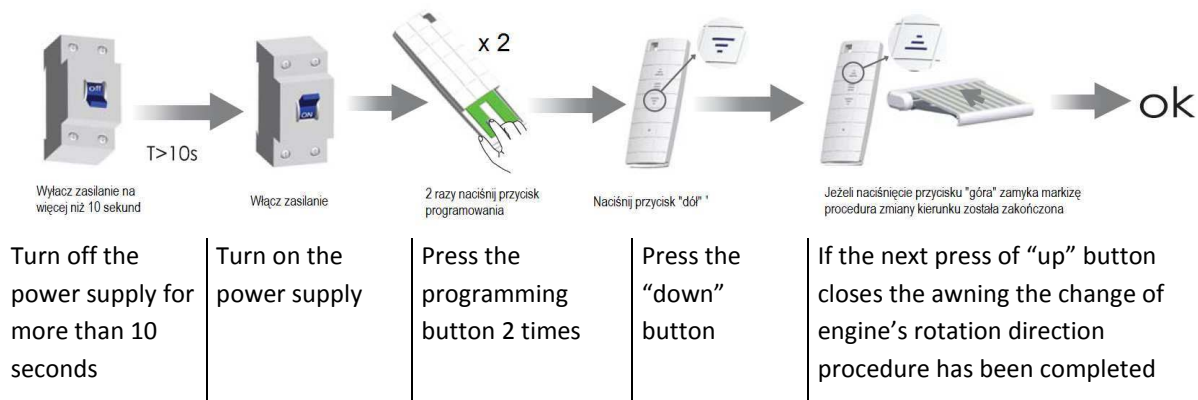 x 2
off
T>10s
ON
ok
Wyłacz zasilanie na
więcej niż 10 sekund
Włącz zasilanie
2 razy naciśnij przycisk
programowania
Naciśnij przycisk "dół" '
Jeżeli naciśnięcie przycisku "góra" zamyka markizę
procedura zmiany kierunku została zakończona
Turn off the
power supply for
more than 10
seconds
Turn on the
power supply
Press the
programming
button 2 times
Press the
“down”
button
If the next press of “up” button
closes the awning the change of
engine’s rotation direction
procedure has been completed